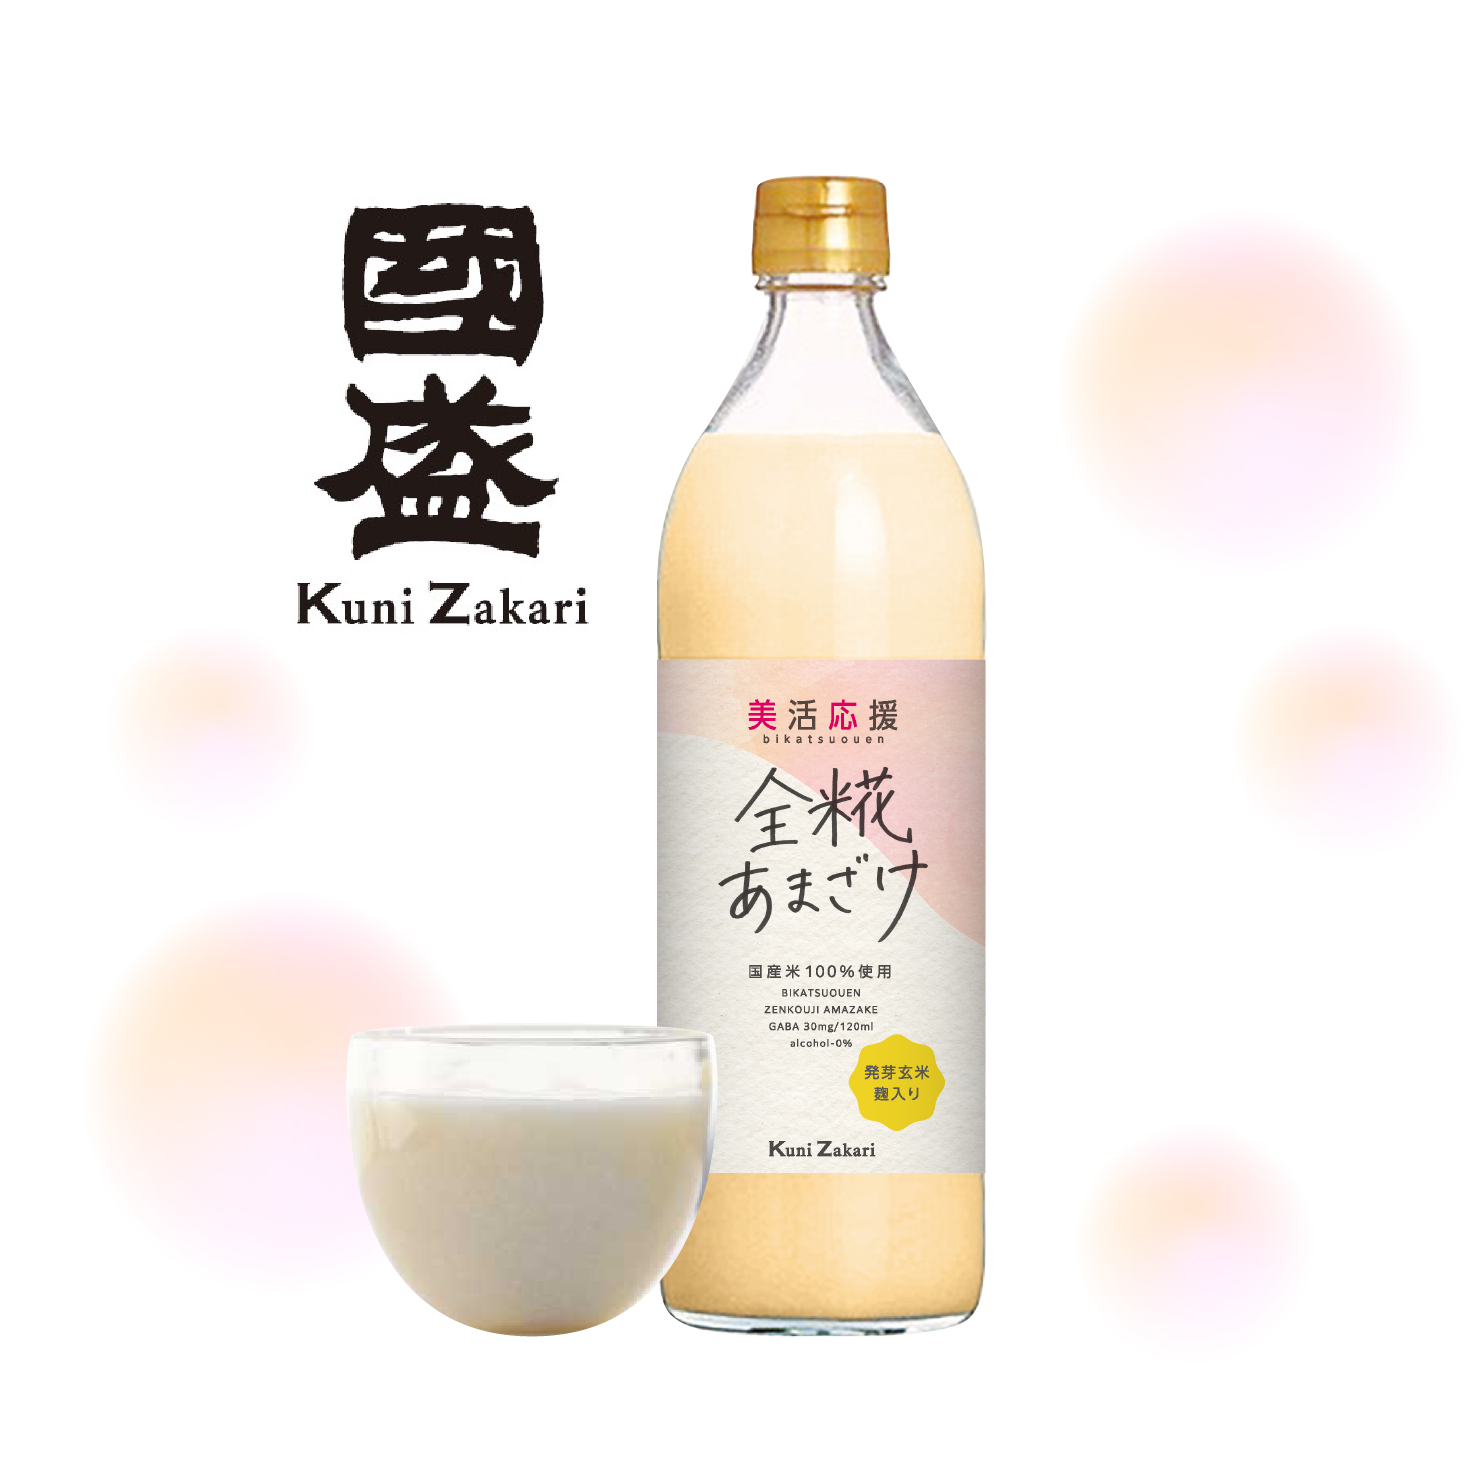 國
盛
Kuni Zakari
美活応援
bikatsuouen
全糀
あまざけ
国産米100%使用
BIKATSUOUEN
ZENKOUJI AMAZAKE
GABA 30mg/120ml
alcohol-0%
発芽玄米
麹入り
Kuni Zakari